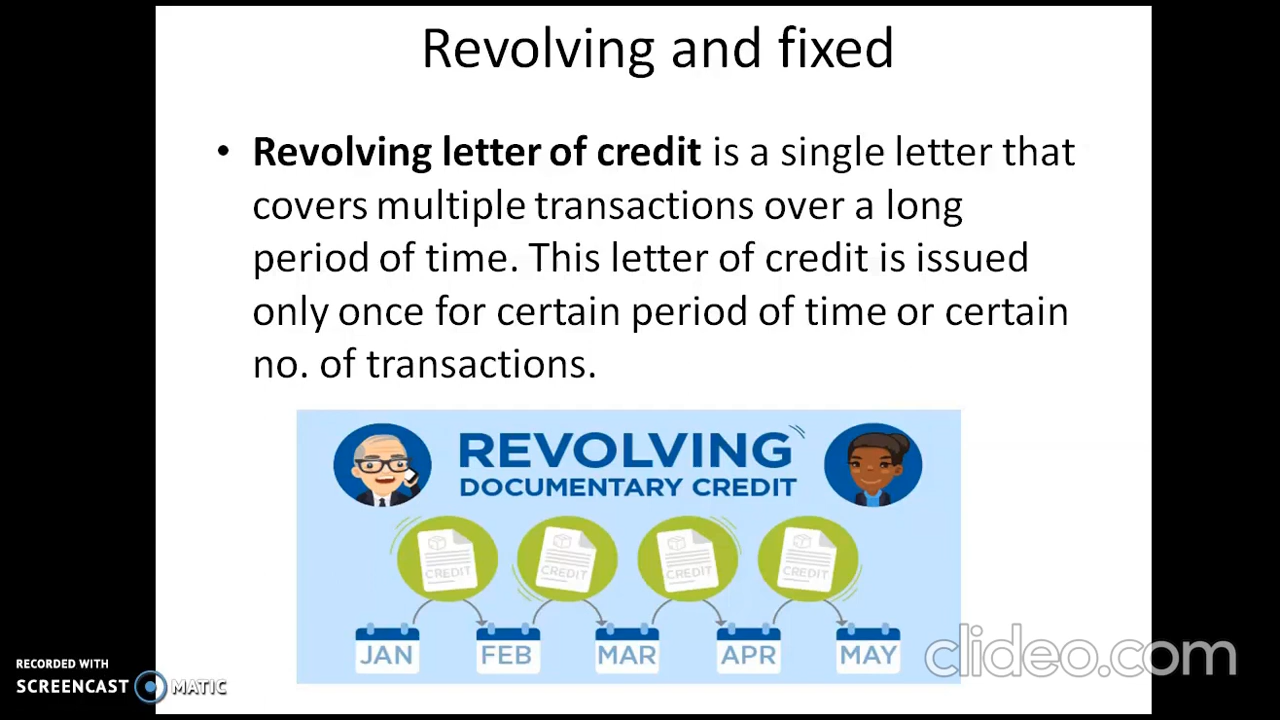 Revolving and fixed
• Revolving letter of credit is a single letter that
covers multiple transactions over a long
period of time. This letter of credit is issued
only once for certain period of time or certain
no. of transactions.
REVOLVING
DOCUMENTARY CREDIT
CREDIT CREDIT CREDIT CREDIT
JAN FEB MAR APR MAY
clideo.com
RECORDED WITH
SCREENCAST MATIC